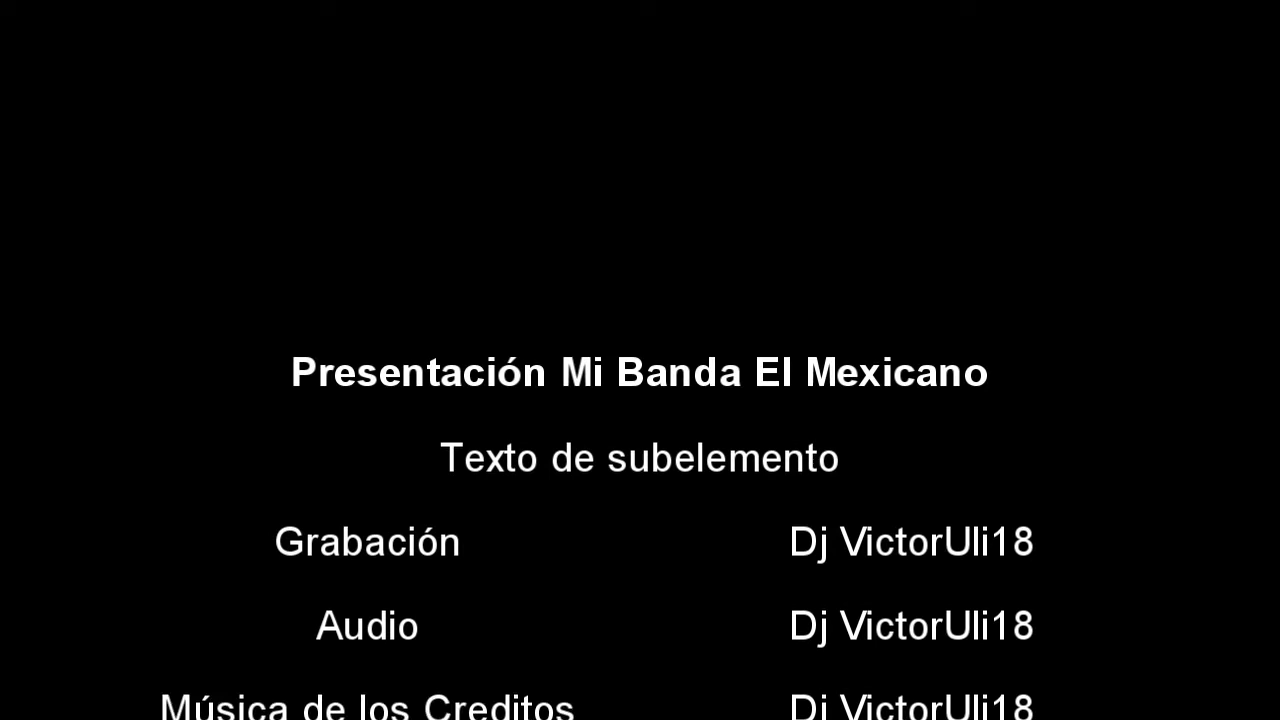 Presentación Mi Banda El Mexicano
Texto de subelemento
Grabación Dj VictorUli18
Audio Dj VictorUli18
Música de los Creditos Dj VictorUli18